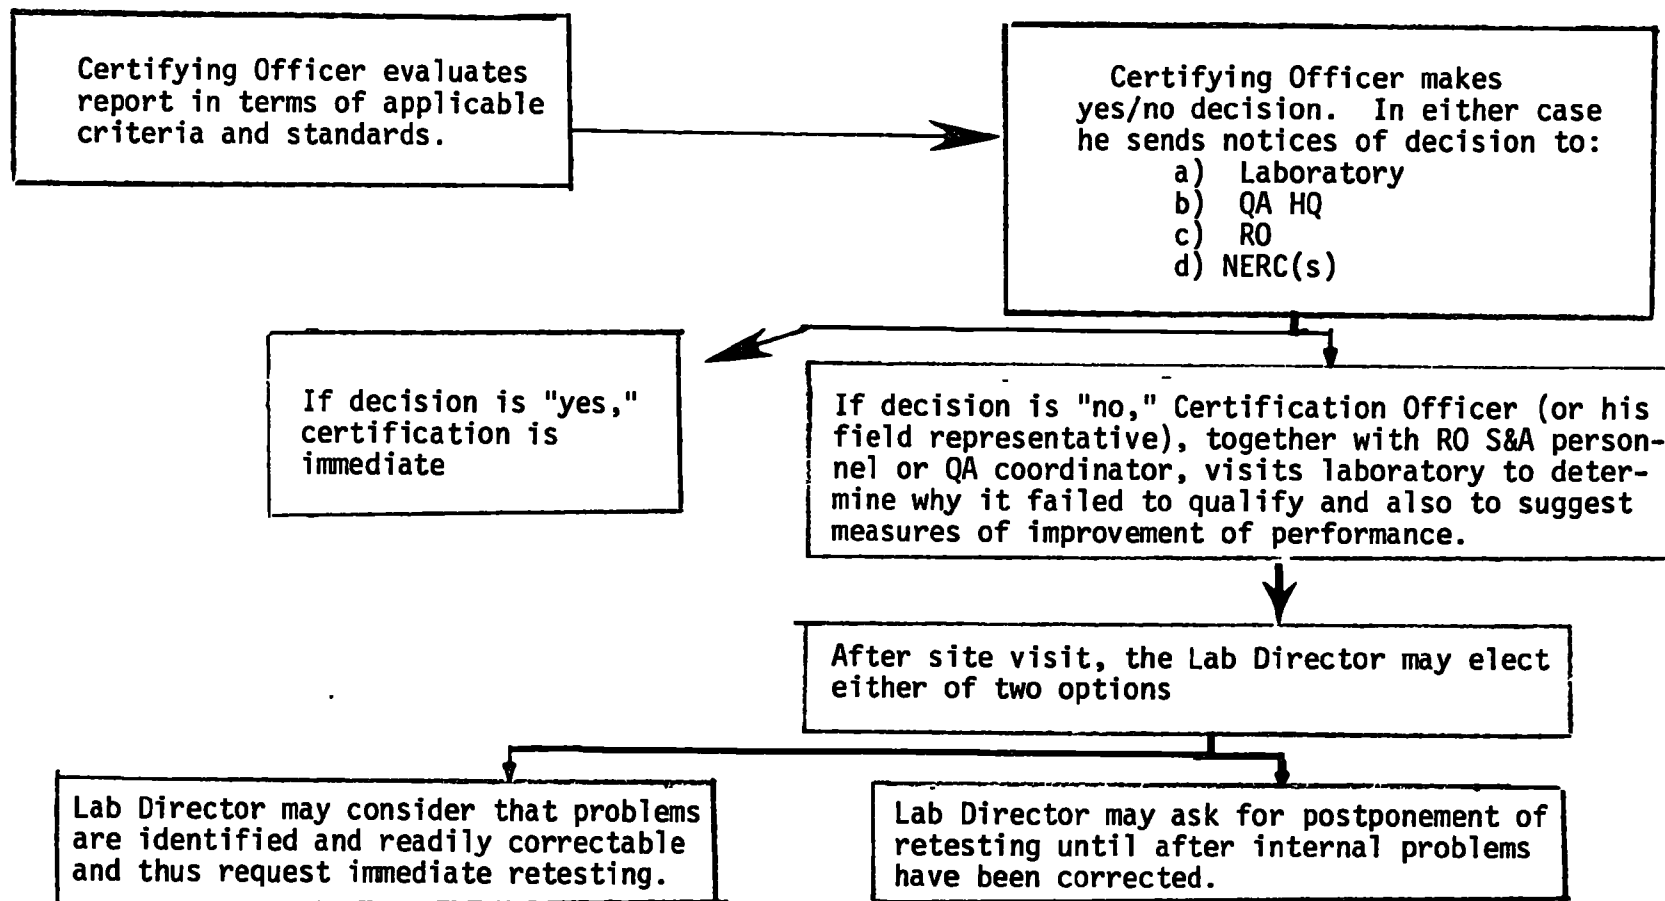 Certifying Officer evaluates
report in terms of applicable
criteria and standards.
Certifying Officer makes
yes/no decision. In either case
he sends notices of decision to:
a) Laboratory
b) QA HQ
c) RO
d) NERC(s)
If decision is "yes,"
certification is
immediate
If decision is "no," Certification Officer (or his
field representative), together with RO S&A person-
nel or QA coordinator, visits laboratory to deter-
mine why it failed to qualify and also to suggest
measures of improvement of performance.
After site visit, the Lab Director may elect
either of two options
Lab Director may consider that problems
are identified and readily correctable
and thus request immediate retesting.
Lab Director may ask for postponement of
retesting until after internal problems
have been corrected.